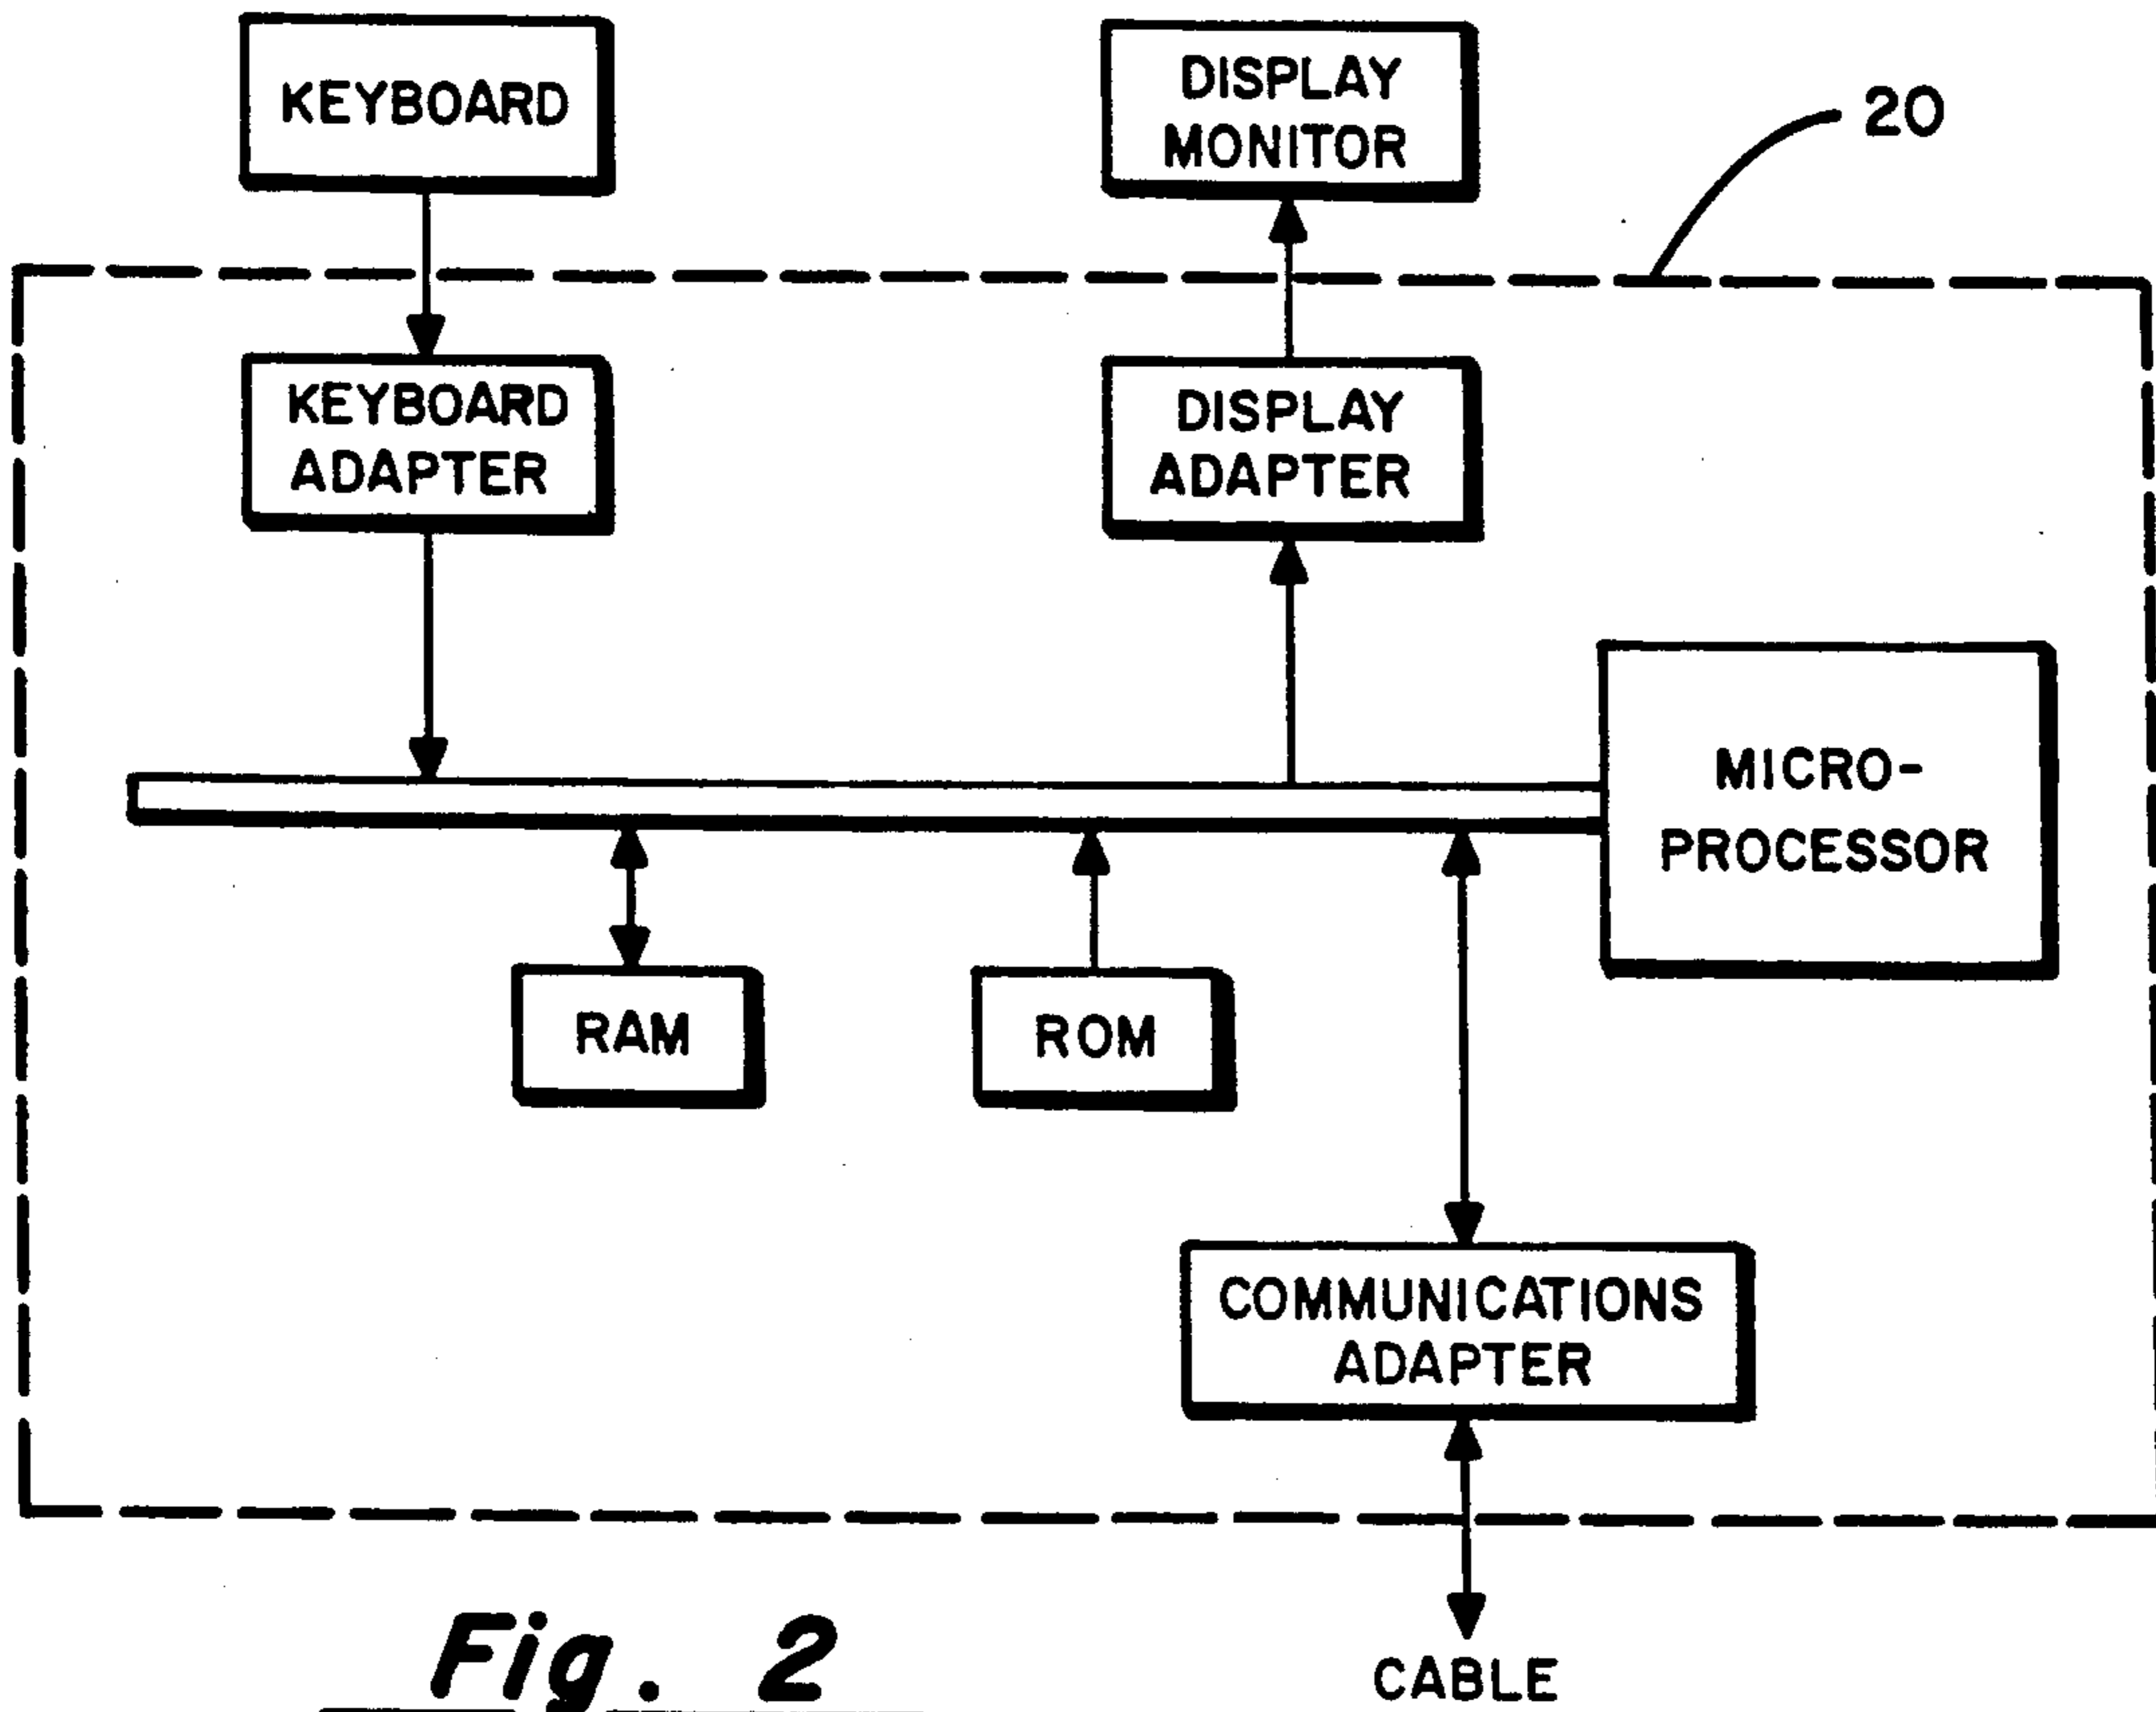 KEYBOARD
DISPLAY
MONITOR
20
KEYBOARD
ADAPTER
DISPLAY
ADAPTER
MICRO-
PROCESSOR
RAM
ROM
COMMUNICATIONS
ADAPTER
CABLE
Fig. 2